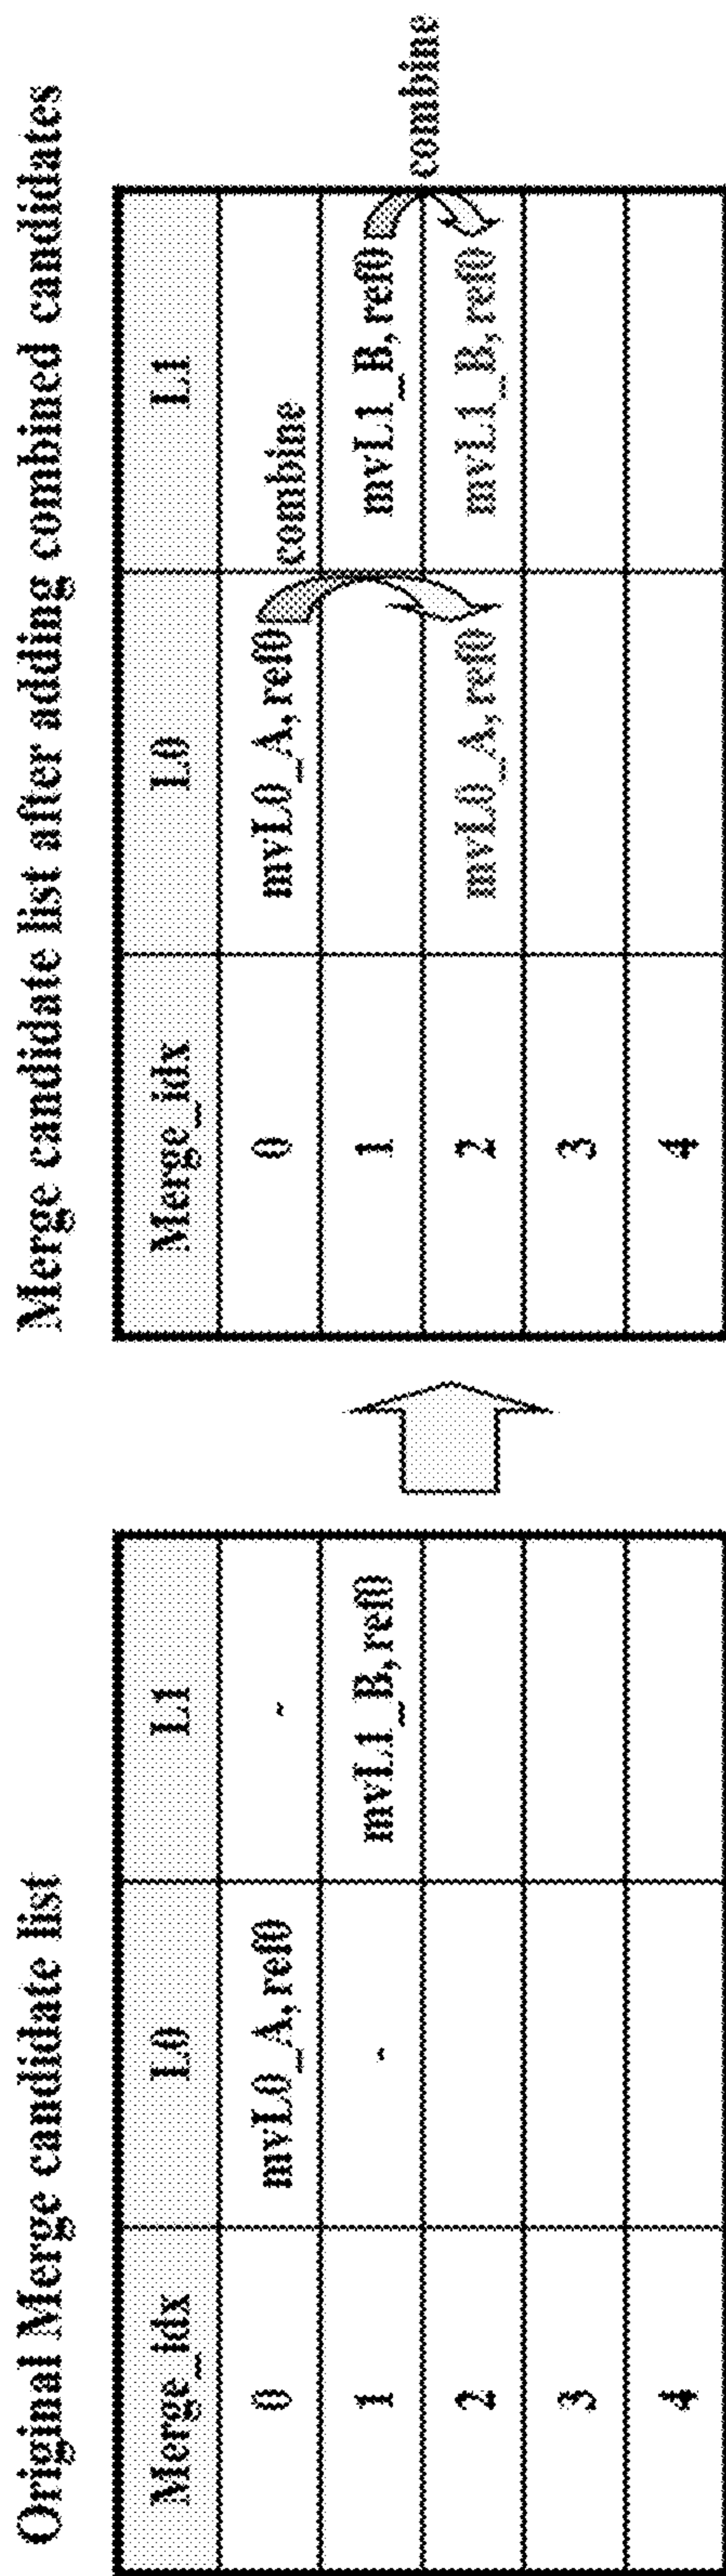 Original Merge candidate list
Merge_idx L0 L1
0 mvL0_A, ref0 -
1 - mvL1_B, ref0
2
3
4
Merge candidate list after adding combined candidates
Merge_idx L0 L1
0 mvL0_A, ref0 combine
1 mvL1_B, ref0
2 mvL0_A, ref0 mvL1_B, ref0
3
4
combine